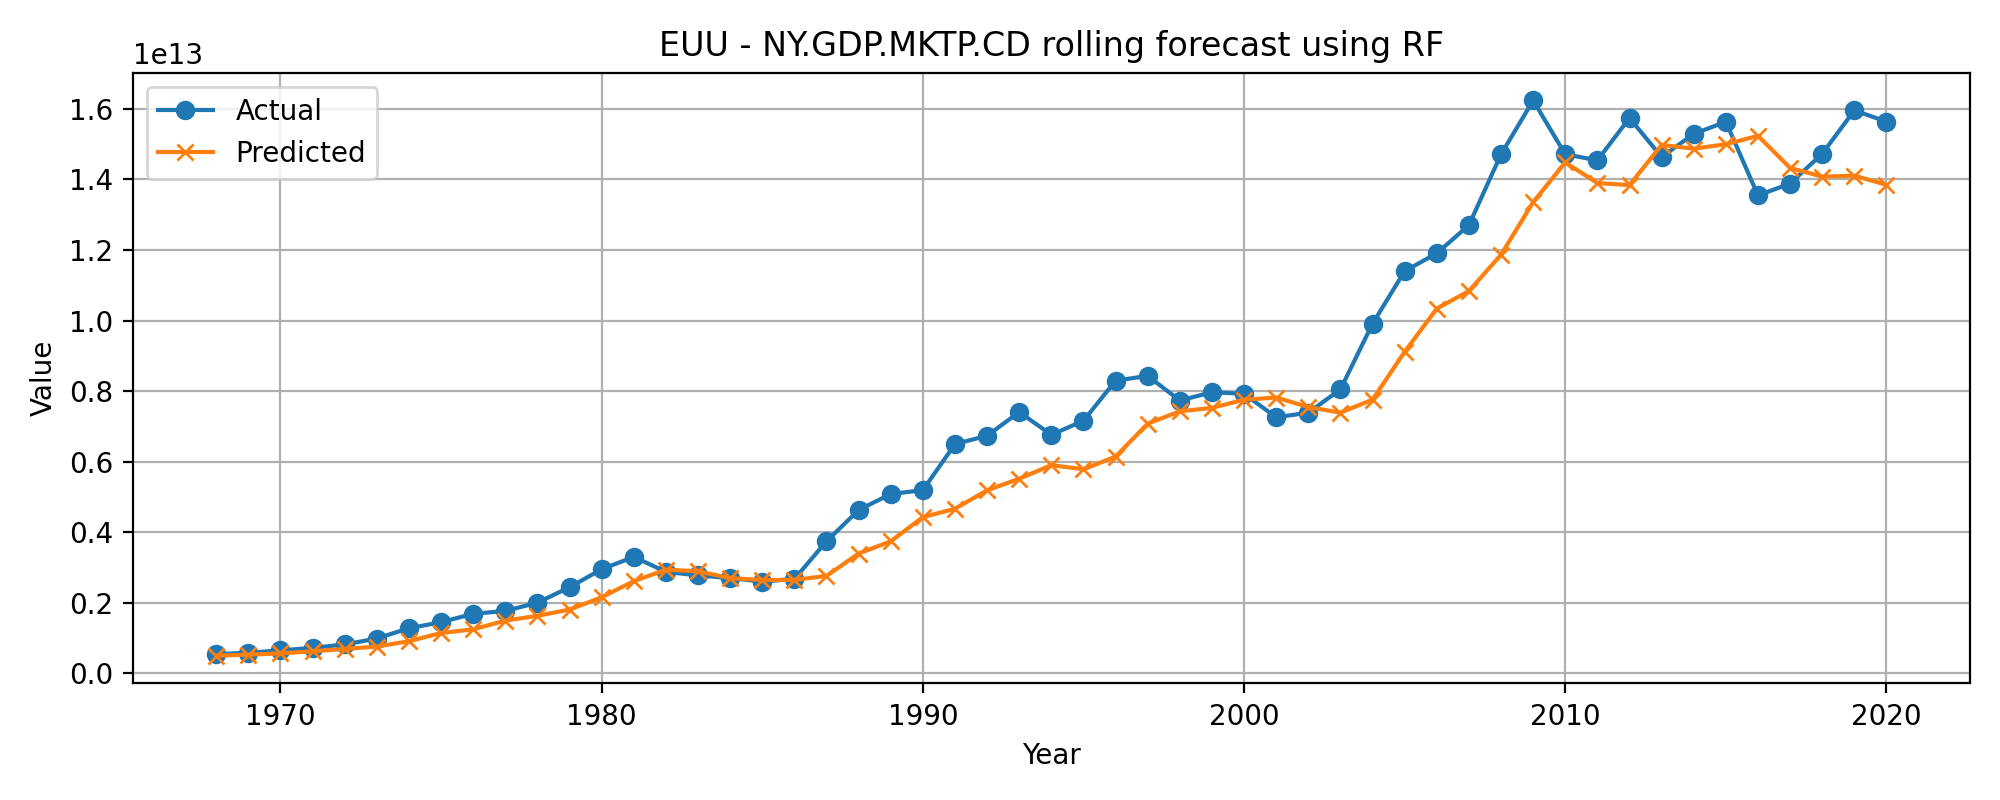 EUU - NY.GDP.MKTP.CD rolling forecast using RF
1e13
Actual
Predicted
1.6
1.4
1.2
1.0
0.8
0.6
0.4
0.2
0.0
Value
1970 1980 1990 2000 2010 2020
Year